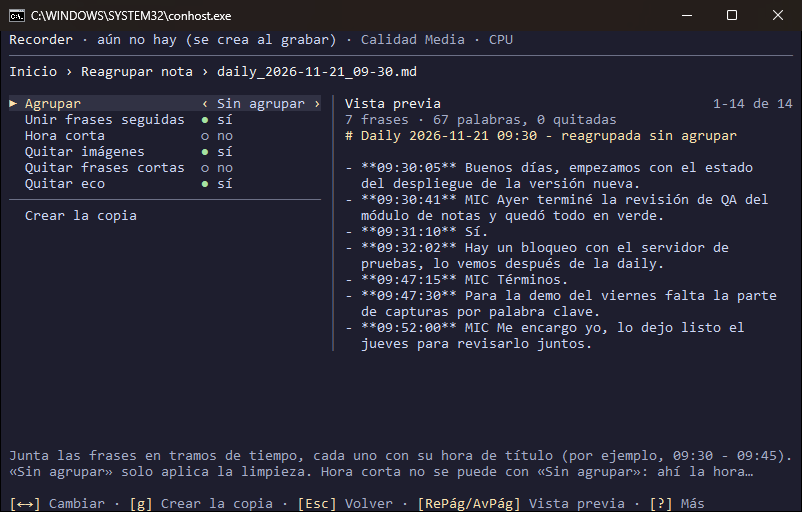 C:\WINDOWS\SYSTEM32\conhost.exe
Recorder · aún no hay (se crea al grabar) · Calidad Media · CPU
Inicio › Reagrupar nota › daily_2026-11-21_09-30.md
► Agrupar ‹ Sin agrupar ›
Unir frases seguidas ● sí
Hora corta ○ no
Quitar imágenes ● sí
Quitar frases cortas ○ no
Quitar eco ● sí
Crear la copia
Vista previa 1-14 de 14
7 frases · 67 palabras, 0 quitadas
# Daily 2026-11-21 09:30 - reagrupada sin agrupar
- **09:30:05** Buenos días, empezamos con el estado
del despliegue de la versión nueva.
- **09:30:41** MIC Ayer terminé la revisión de QA del
módulo de notas y quedó todo en verde.
- **09:31:10** Sí.
- **09:32:02** Hay un bloqueo con el servidor de
pruebas, lo vemos después de la daily.
- **09:47:15** MIC Términos.
- **09:47:30** Para la demo del viernes falta la parte
de capturas por palabra clave.
- **09:52:00** MIC Me encargo yo, lo dejo listo el
jueves para revisarlo juntos.
Junta las frases en tramos de tiempo, cada uno con su hora de título (por ejemplo, 09:30 - 09:45).
«Sin agrupar» solo aplica la limpieza. Hora corta no se puede con «Sin agrupar»: ahí la hora…
[↔] Cambiar · [g] Crear la copia · [Esc] Volver · [RePág/AvPág] Vista previa · [?] Más